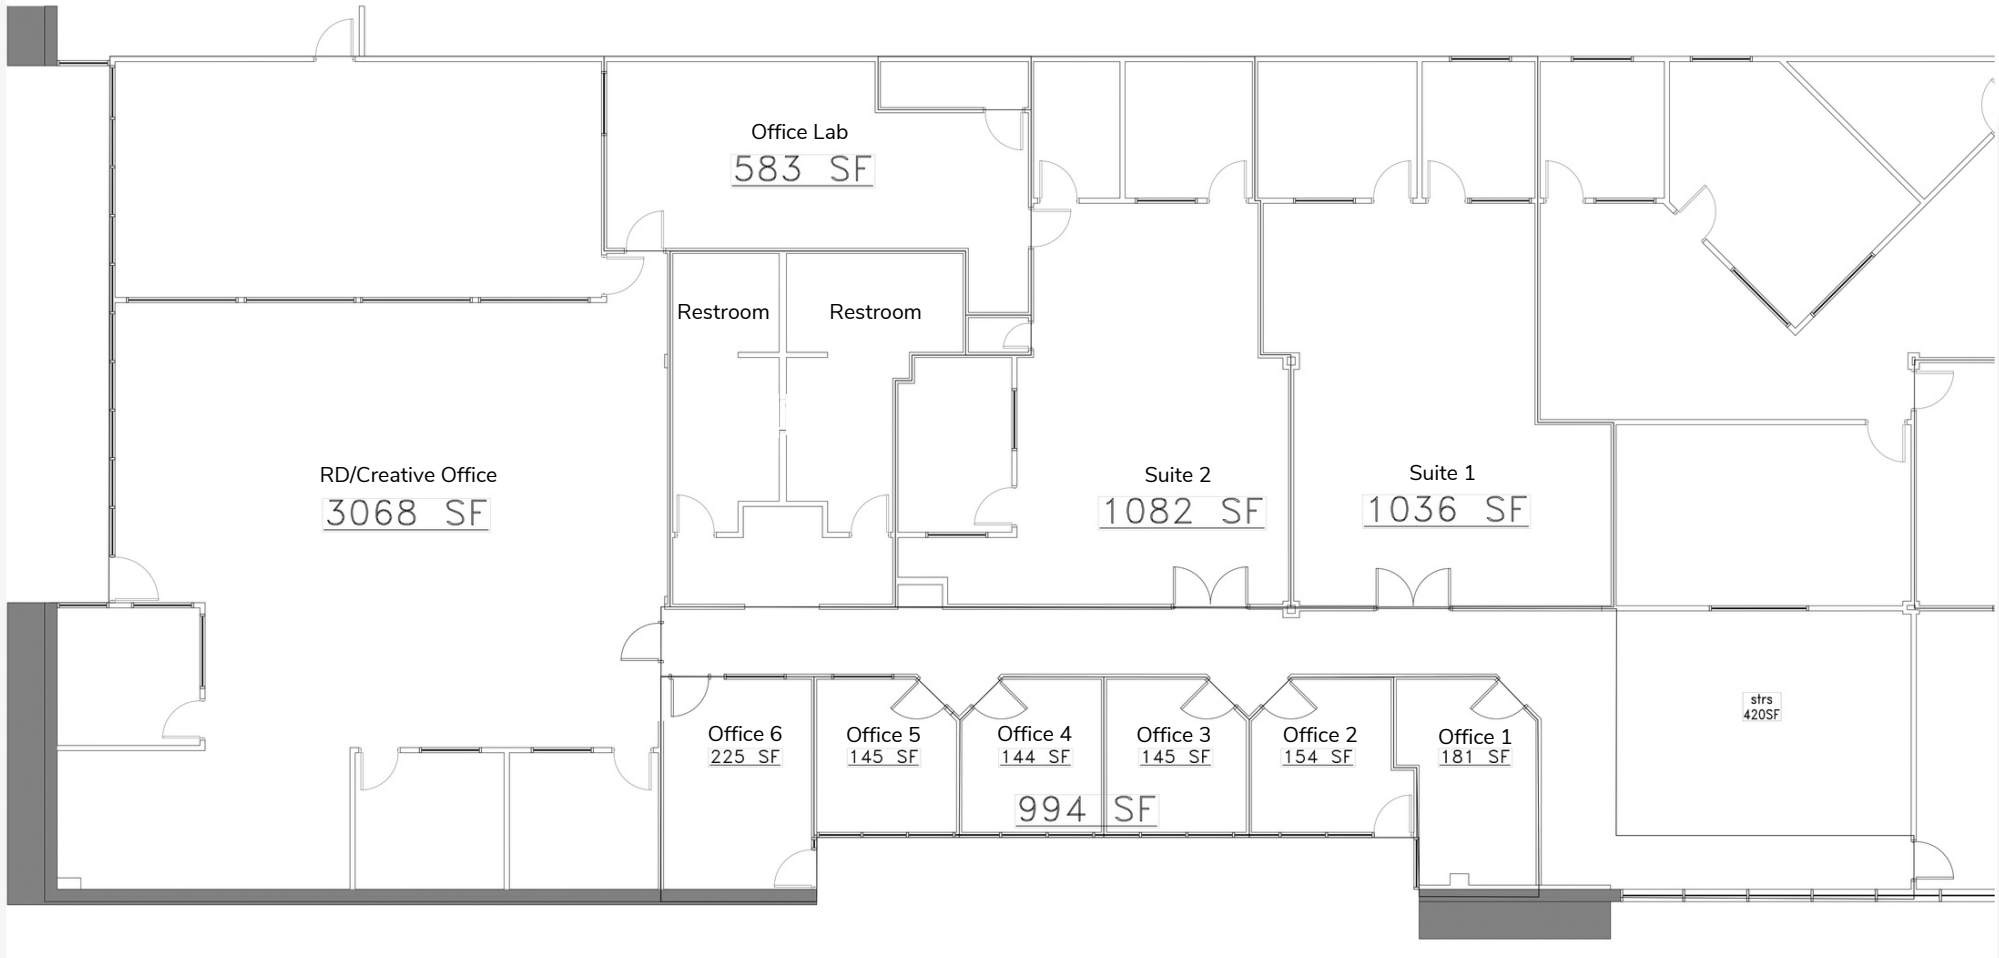 Office Lab
583 SF
Restroom
Restroom
RD/Creative Office
3068 SF
Suite 2
1082 SF
Suite 1
1036 SF
strs
420SF
Office 6
225 SF
Office 5
145 SF
Office 4
144 SF
Office 3
145 SF
Office 2
154 SF
Office 1
181 SF
994 SF